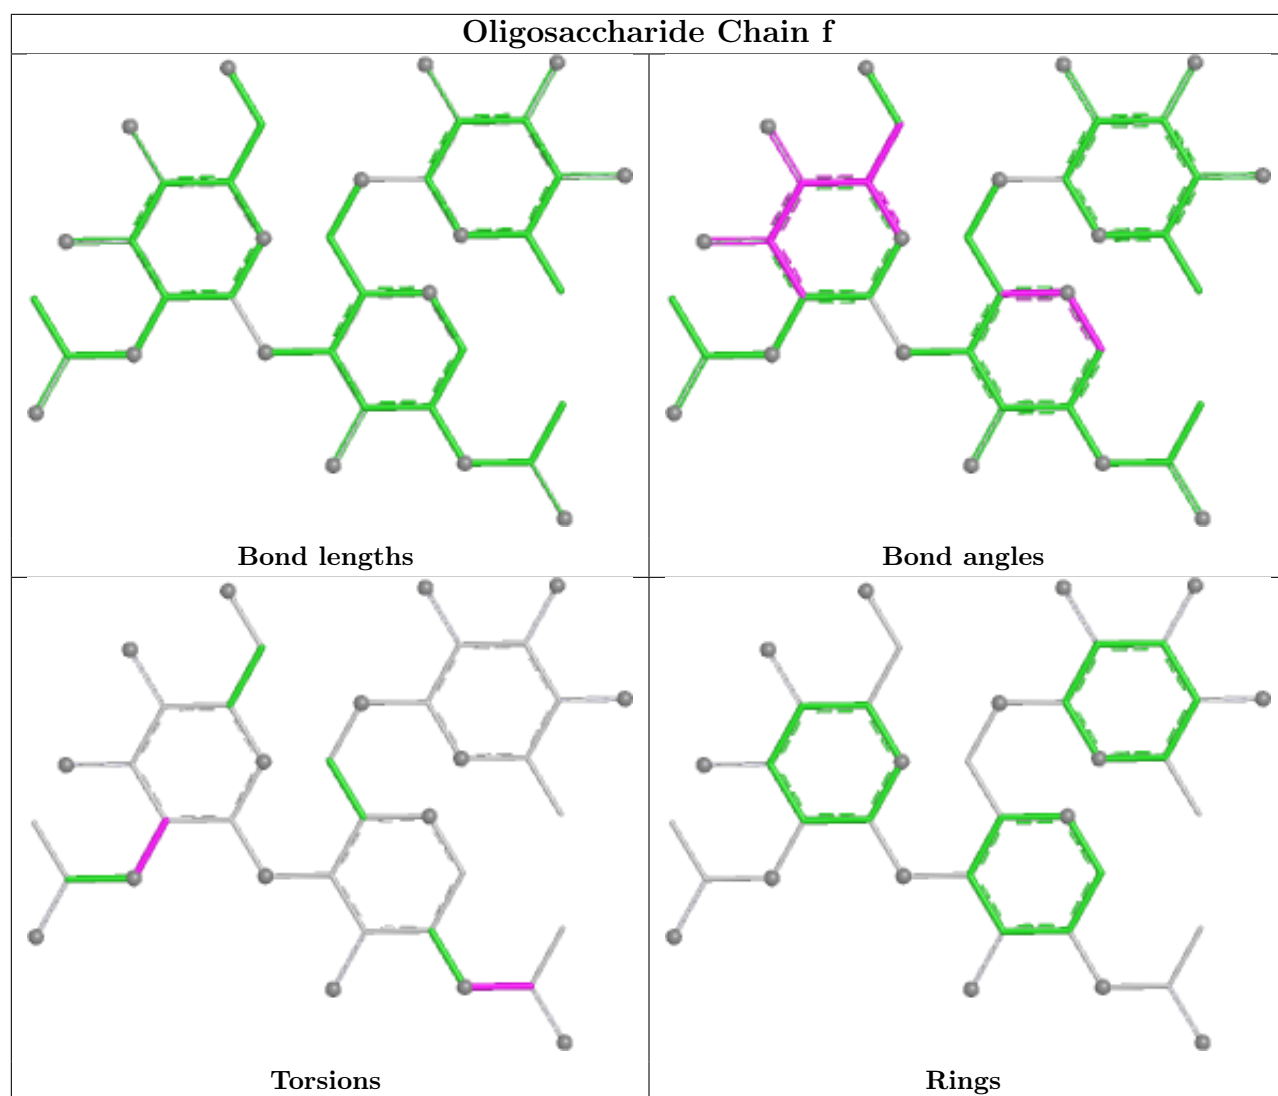 Oligosaccharide Chain f
Bond lengths
Bond angles
Torsions
Rings